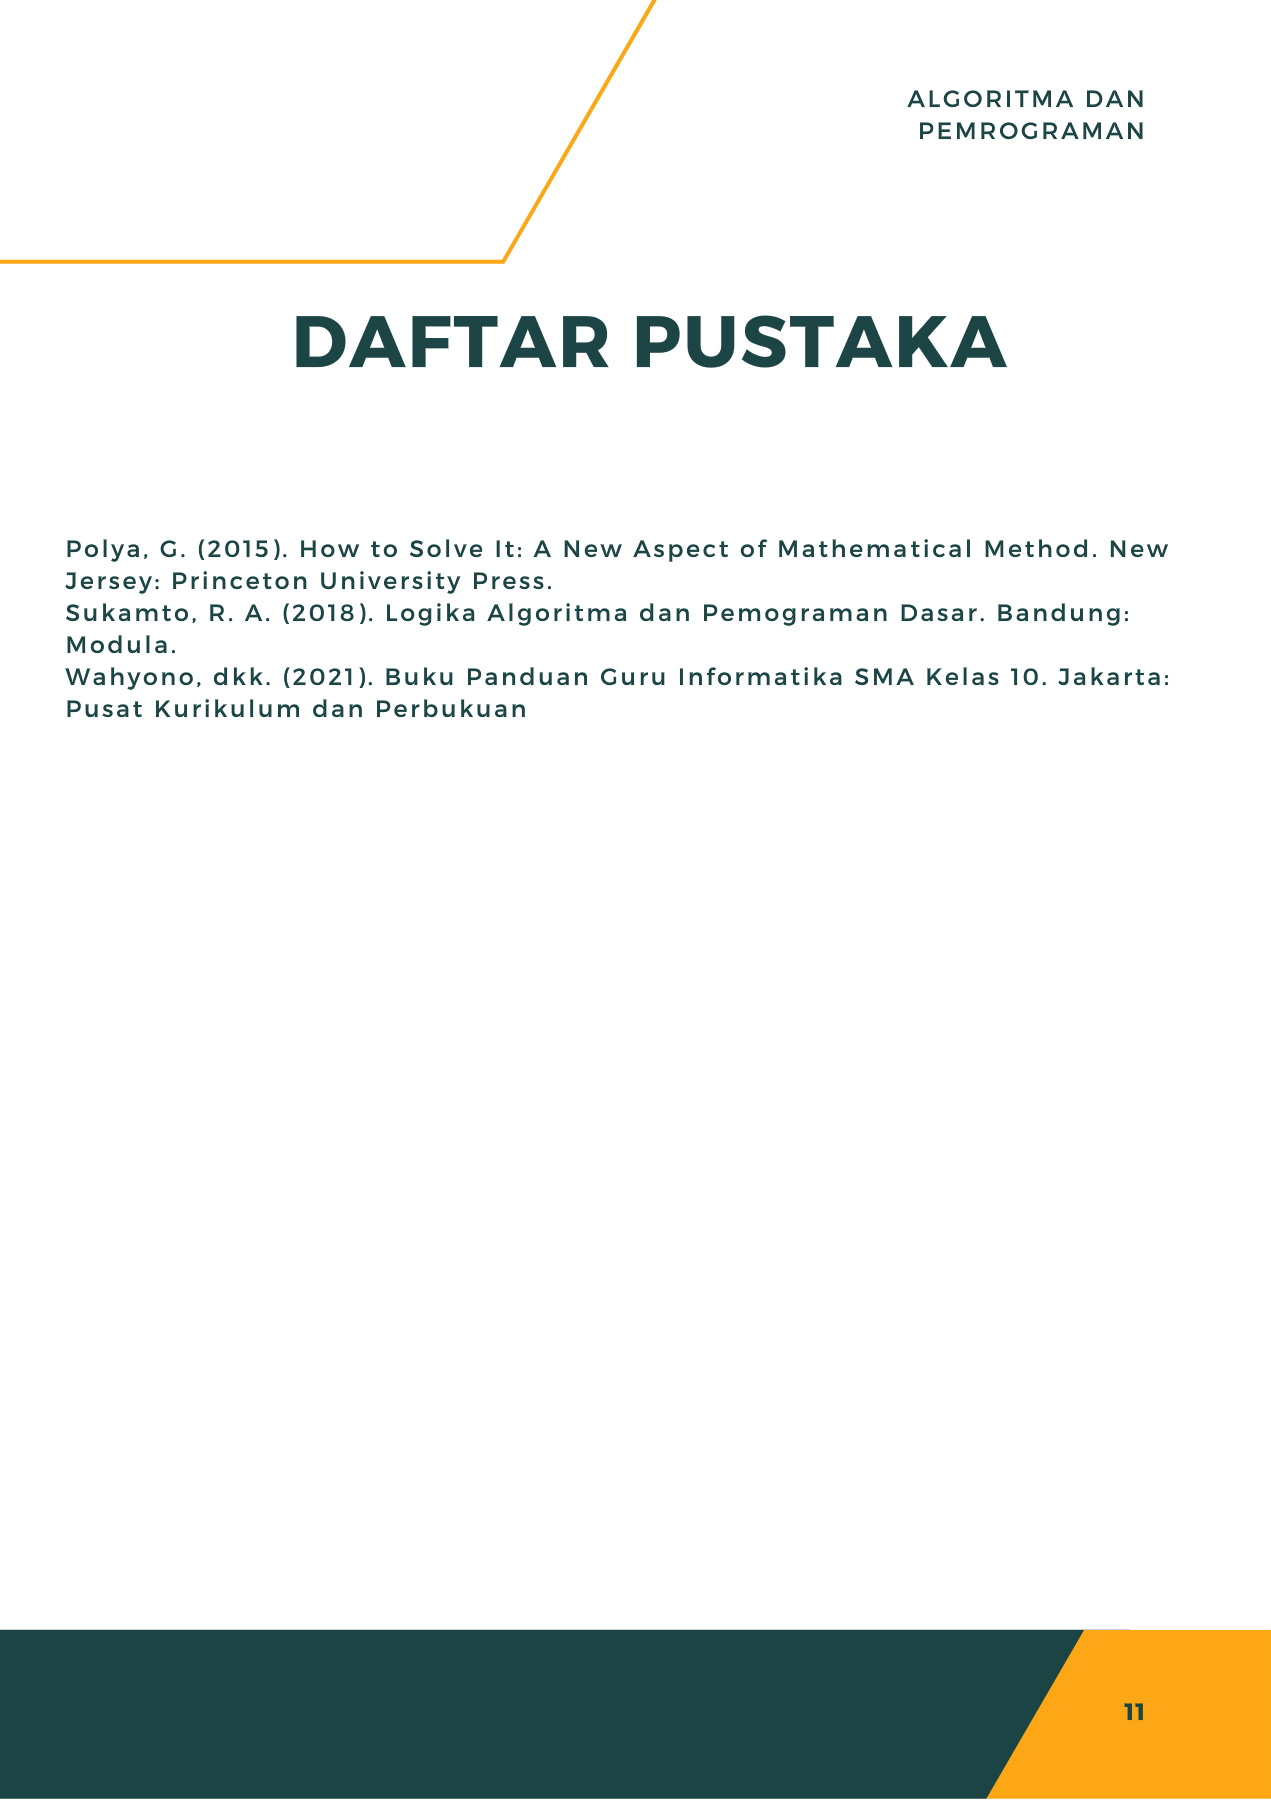 ALGORITMA DAN
PEMROGRAMAN
DAFTAR PUSTAKA
Polya, G. (2015). How to Solve It: A New Aspect of Mathematical Method. New
Jersey: Princeton University Press.
Sukamto, R. A. (2018). Logika Algoritma dan Pemograman Dasar. Bandung:
Modula.
Wahyono, dkk. (2021). Buku Panduan Guru Informatika SMA Kelas 10. Jakarta:
Pusat Kurikulum dan Perbukuan
11